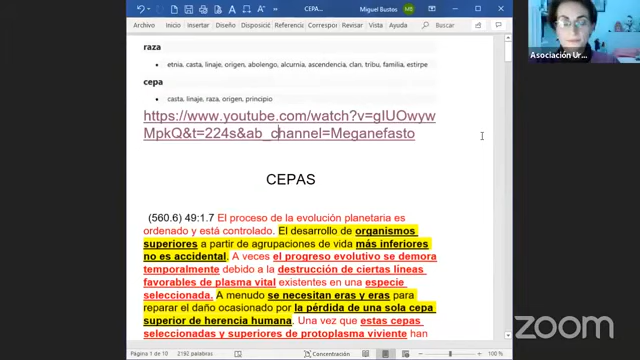 CEPA...
Miguel Bustos
MB
Archivo
Inicio
Insertar
Diseño
Disposició
Referencia
Correspon
Revisar
Vista
Ayuda
raza
• etnia, casta, linaje, origen, abolengo, alcurnia, ascendencia, clan, tribu, familia, estirpe
cepa
• casta, linaje, raza, origen, principio
https://www.youtube.com/watch?v=gIUOwyw
MpkQ&t=224s&ab_channel=Meganefasto
CEPAS
(560.6) 49:1.7 El proceso de la evolución planetaria es
ordenado y está controlado. El desarrollo de organismos
superiores a partir de agrupaciones de vida más inferiores
no es accidental. A veces el progreso evolutivo se demora
temporalmente debido a la destrucción de ciertas líneas
favorables de plasma vital existentes en una especie
seleccionada. A menudo se necesitan eras y eras para
reparar el daño ocasionado por la pérdida de una sola cepa
superior de herencia humana. Una vez que estas cepas
seleccionadas y superiores de protoplasma viviente han
Página 1 de 10
2192 palabras
Concentración
100 %
Asociación Ur...
zoom